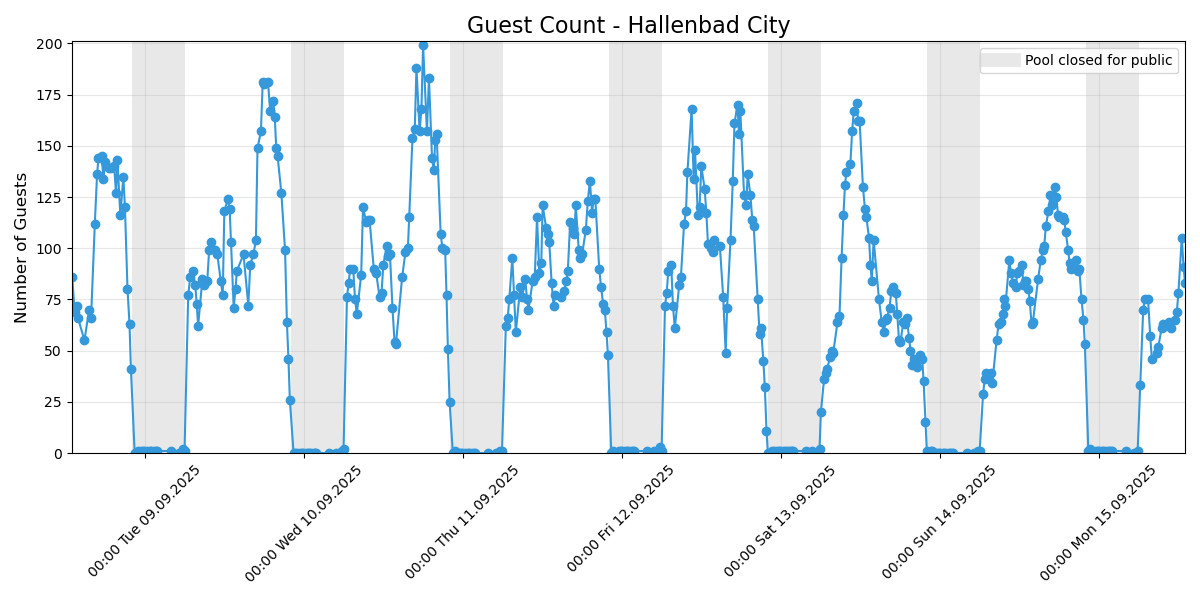 Guest Count - Hallenbad City
Pool closed for public
Number of Guests
200
175
150
125
100
75
50
25
0
00:00 Tue 09.09.2025
00:00 Wed 10.09.2025
00:00 Thu 11.09.2025
00:00 Fri 12.09.2025
00:00 Sat 13.09.2025
00:00 Sun 14.09.2025
00:00 Mon 15.09.2025